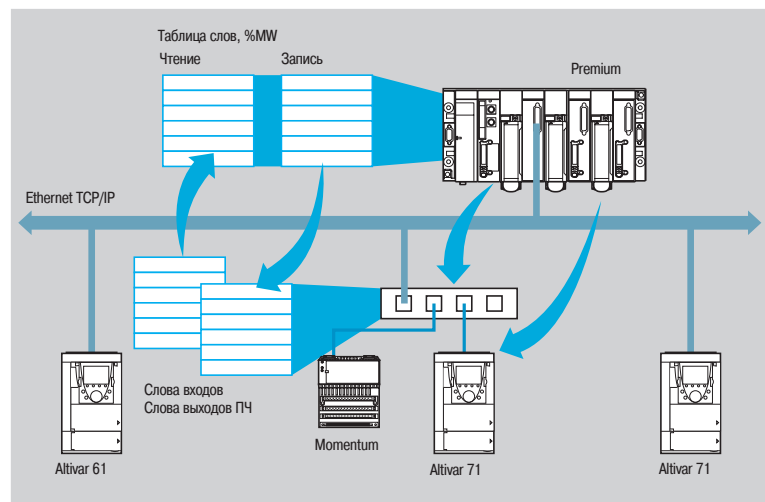 Таблица слов, %MW
Чтение
Запись
Premium
Ethernet TCP/IP
Слова входов
Слова выходов ПЧ
Momentum
Altivar 61
Altivar 71
Altivar 71